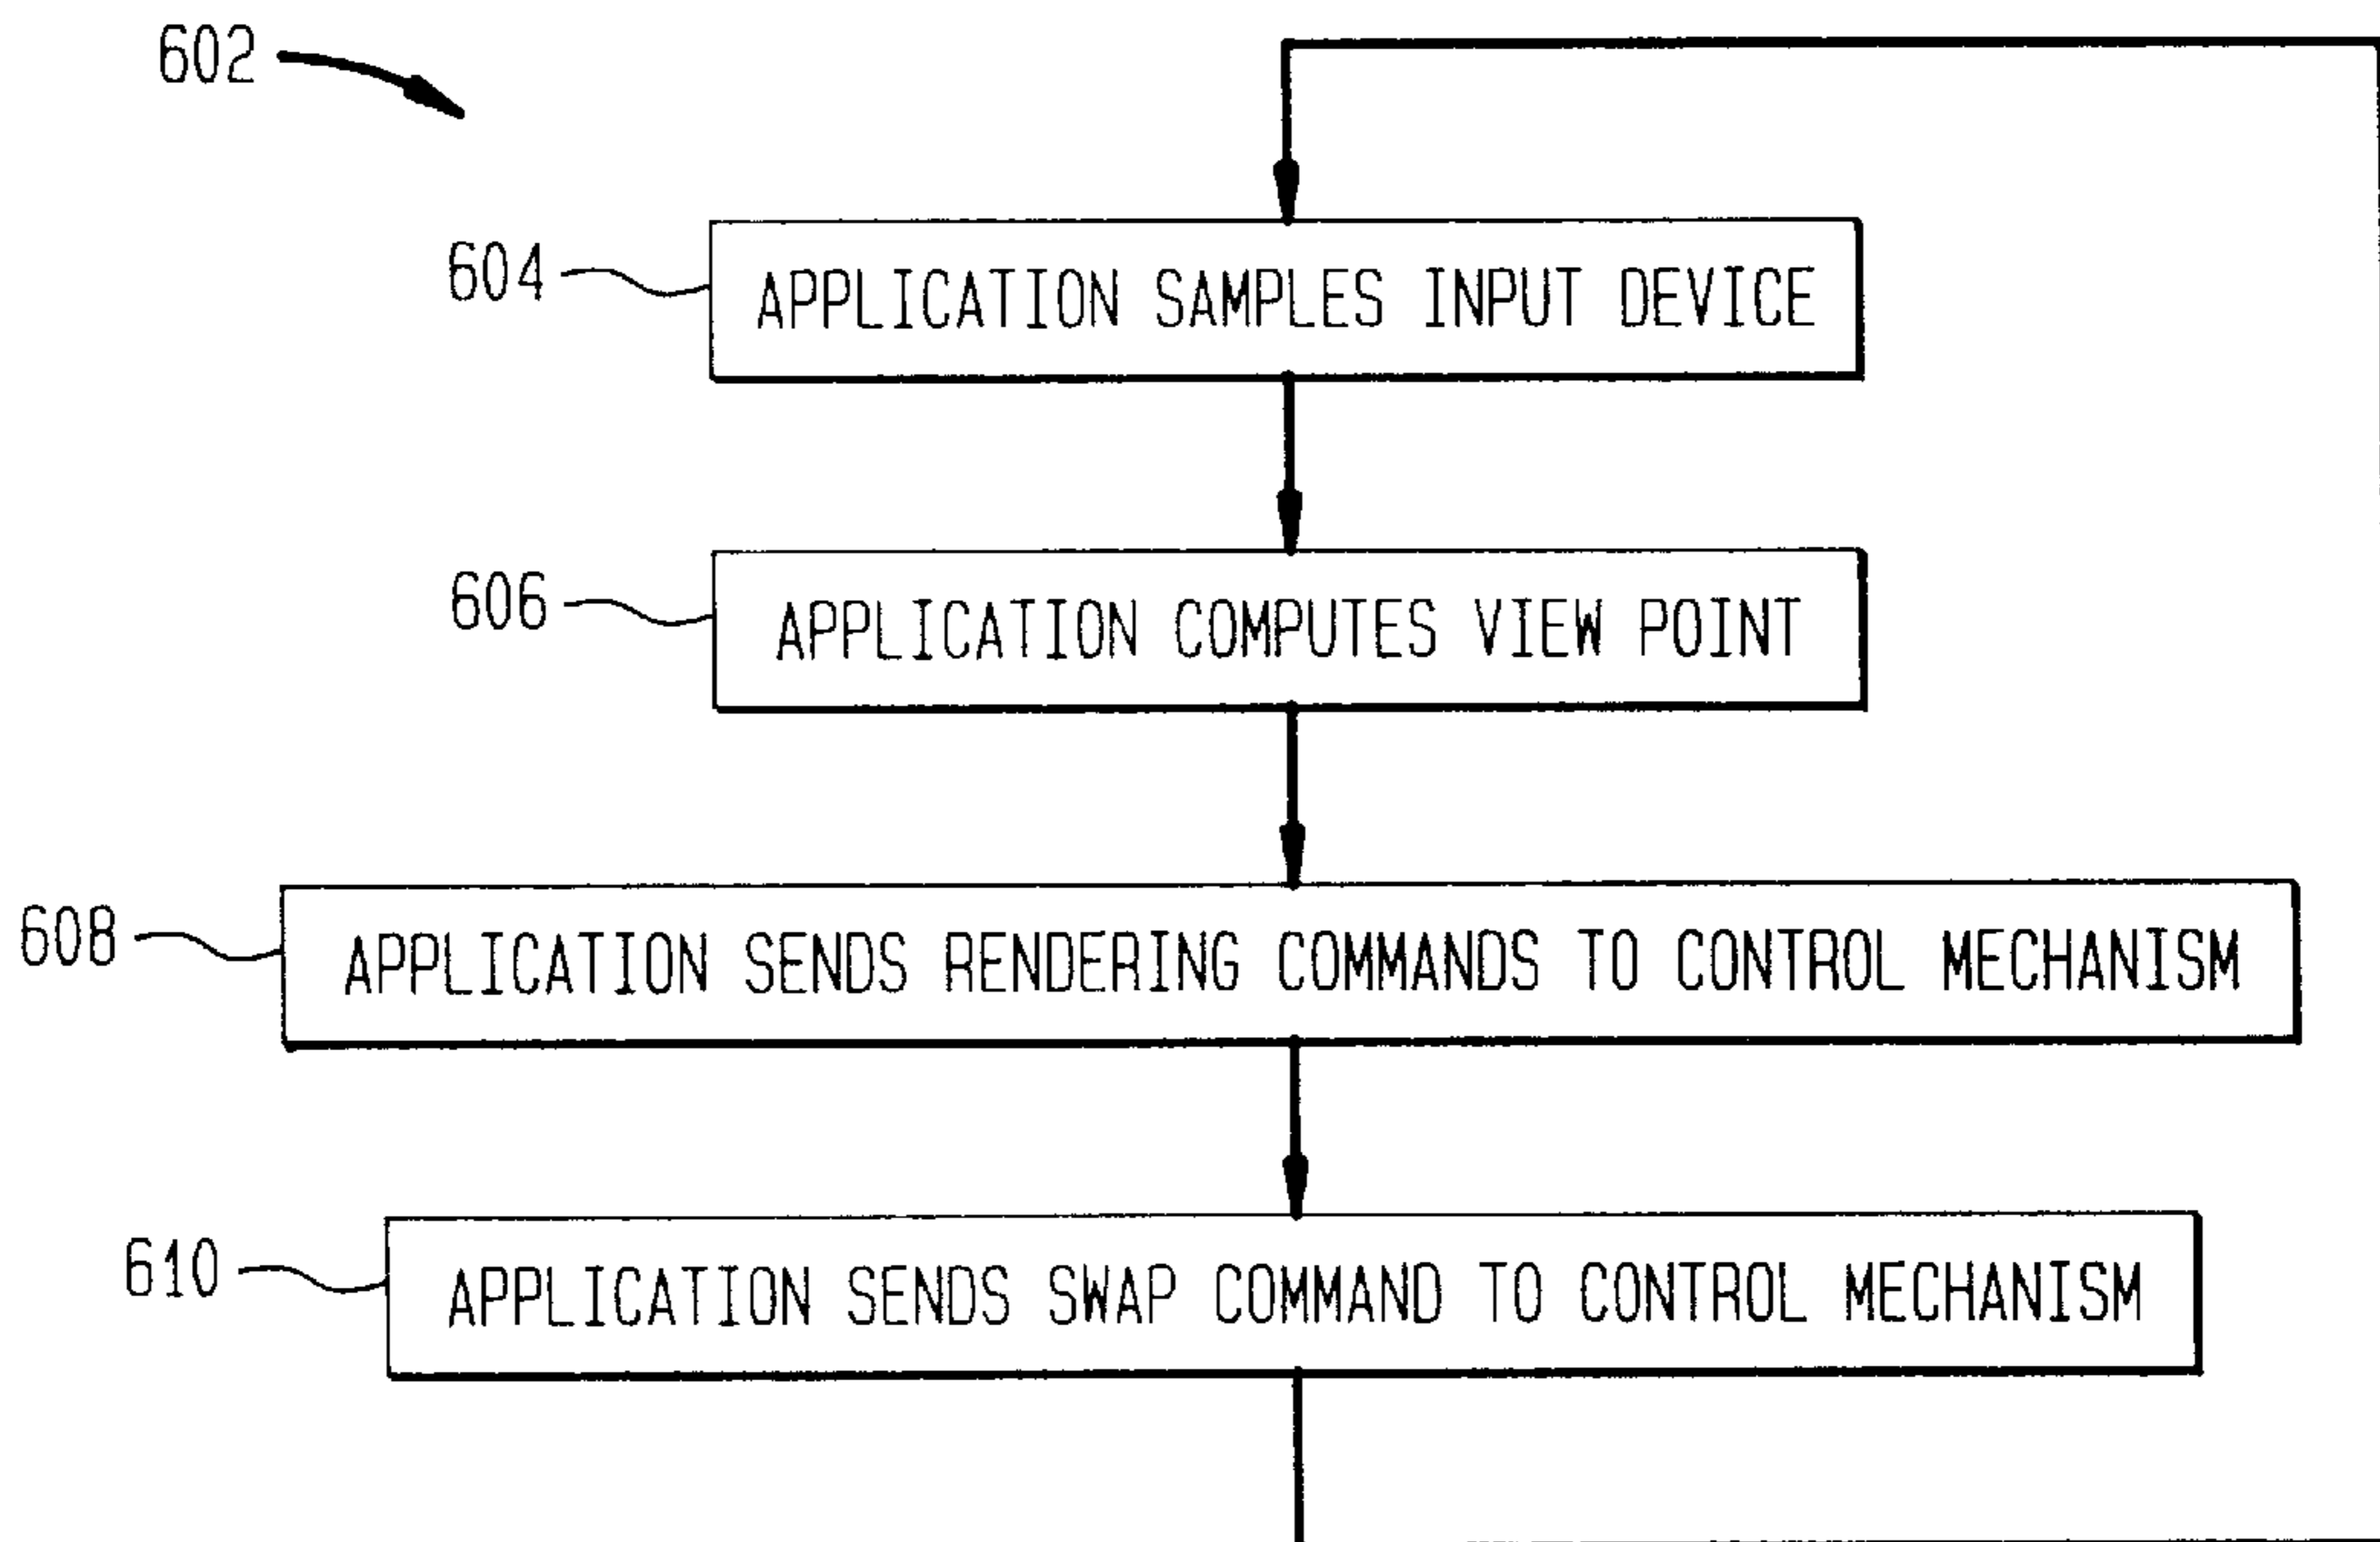 602
604
APPLICATION SAMPLES INPUT DEVICE
606
APPLICATION COMPUTES VIEW POINT
608
APPLICATION SENDS RENDERING COMMANDS TO CONTROL MECHANISM
610
APPLICATION SENDS SWAP COMMAND TO CONTROL MECHANISM